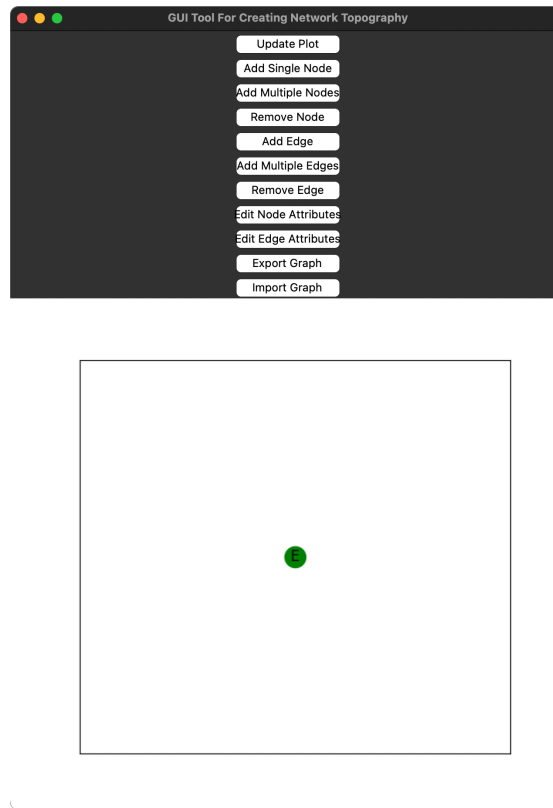 GUI Tool For Creating Network Topography
Update Plot
Add Single Node
Add Multiple Nodes
Remove Node
Add Edge
Add Multiple Edges
Remove Edge
Edit Node Attributes
Edit Edge Attributes
Export Graph
Import Graph
E